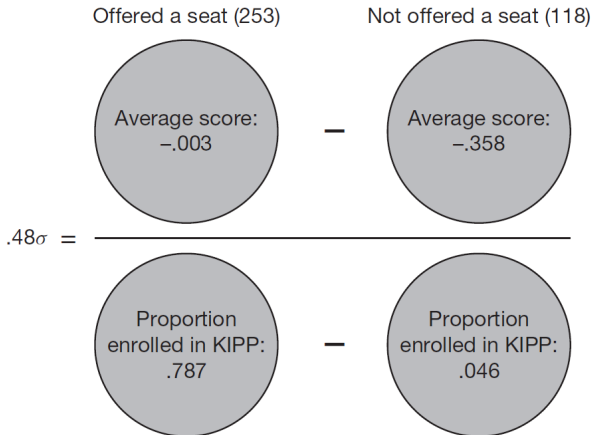 Offered a seat (253) Not offered a seat (118)
Average score:
–.003
–
Average score:
–.358
.48σ =
Proportion
enrolled in KIPP:
.787
–
Proportion
enrolled in KIPP:
.046